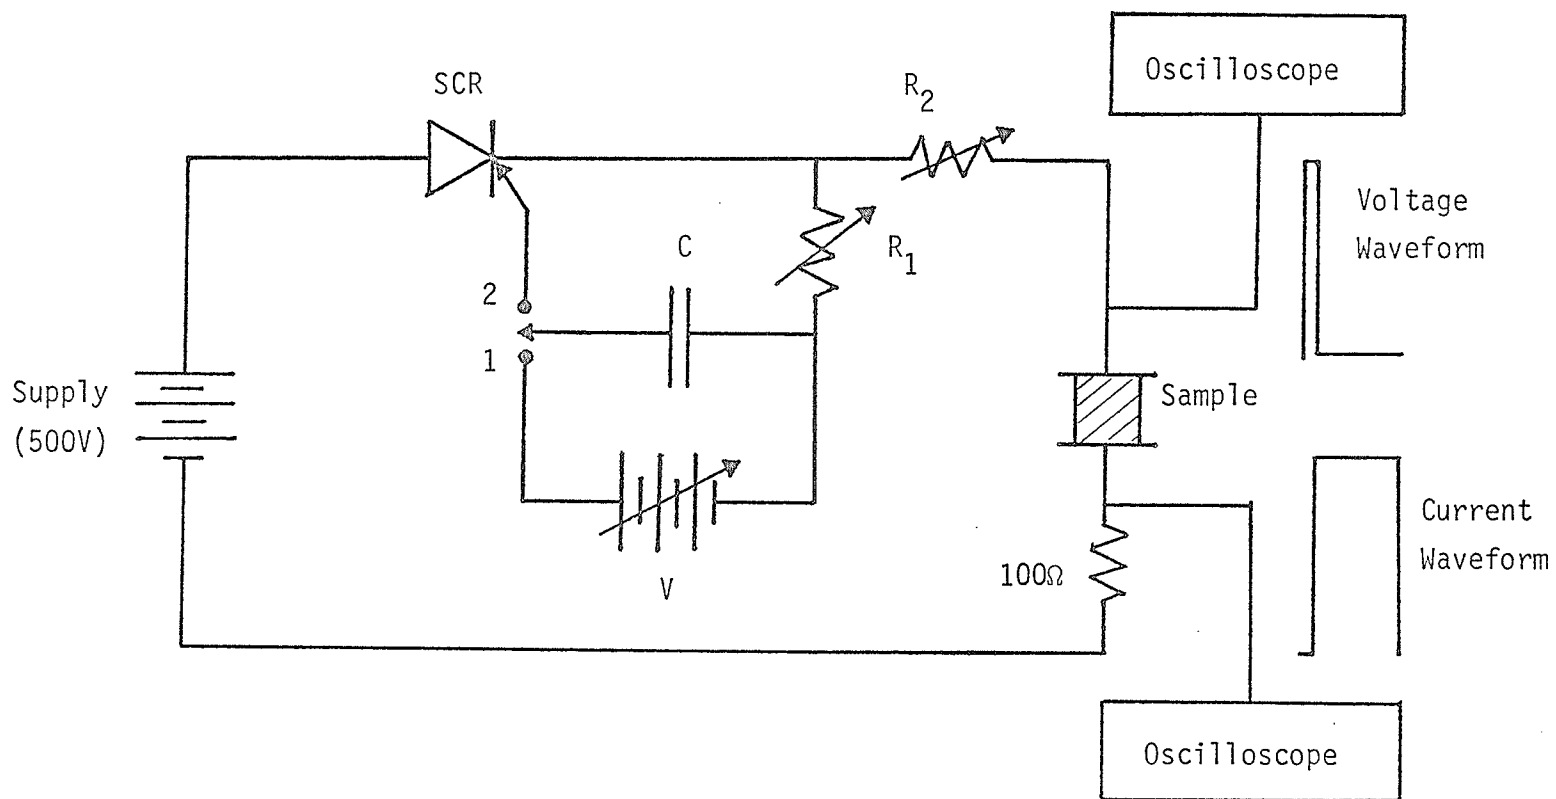 Oscilloscope
SCR
R2
Voltage
Waveform
C
R1
2
1
Supply
(500V)
Sample
Current
Waveform
100Ω
V
Oscilloscope